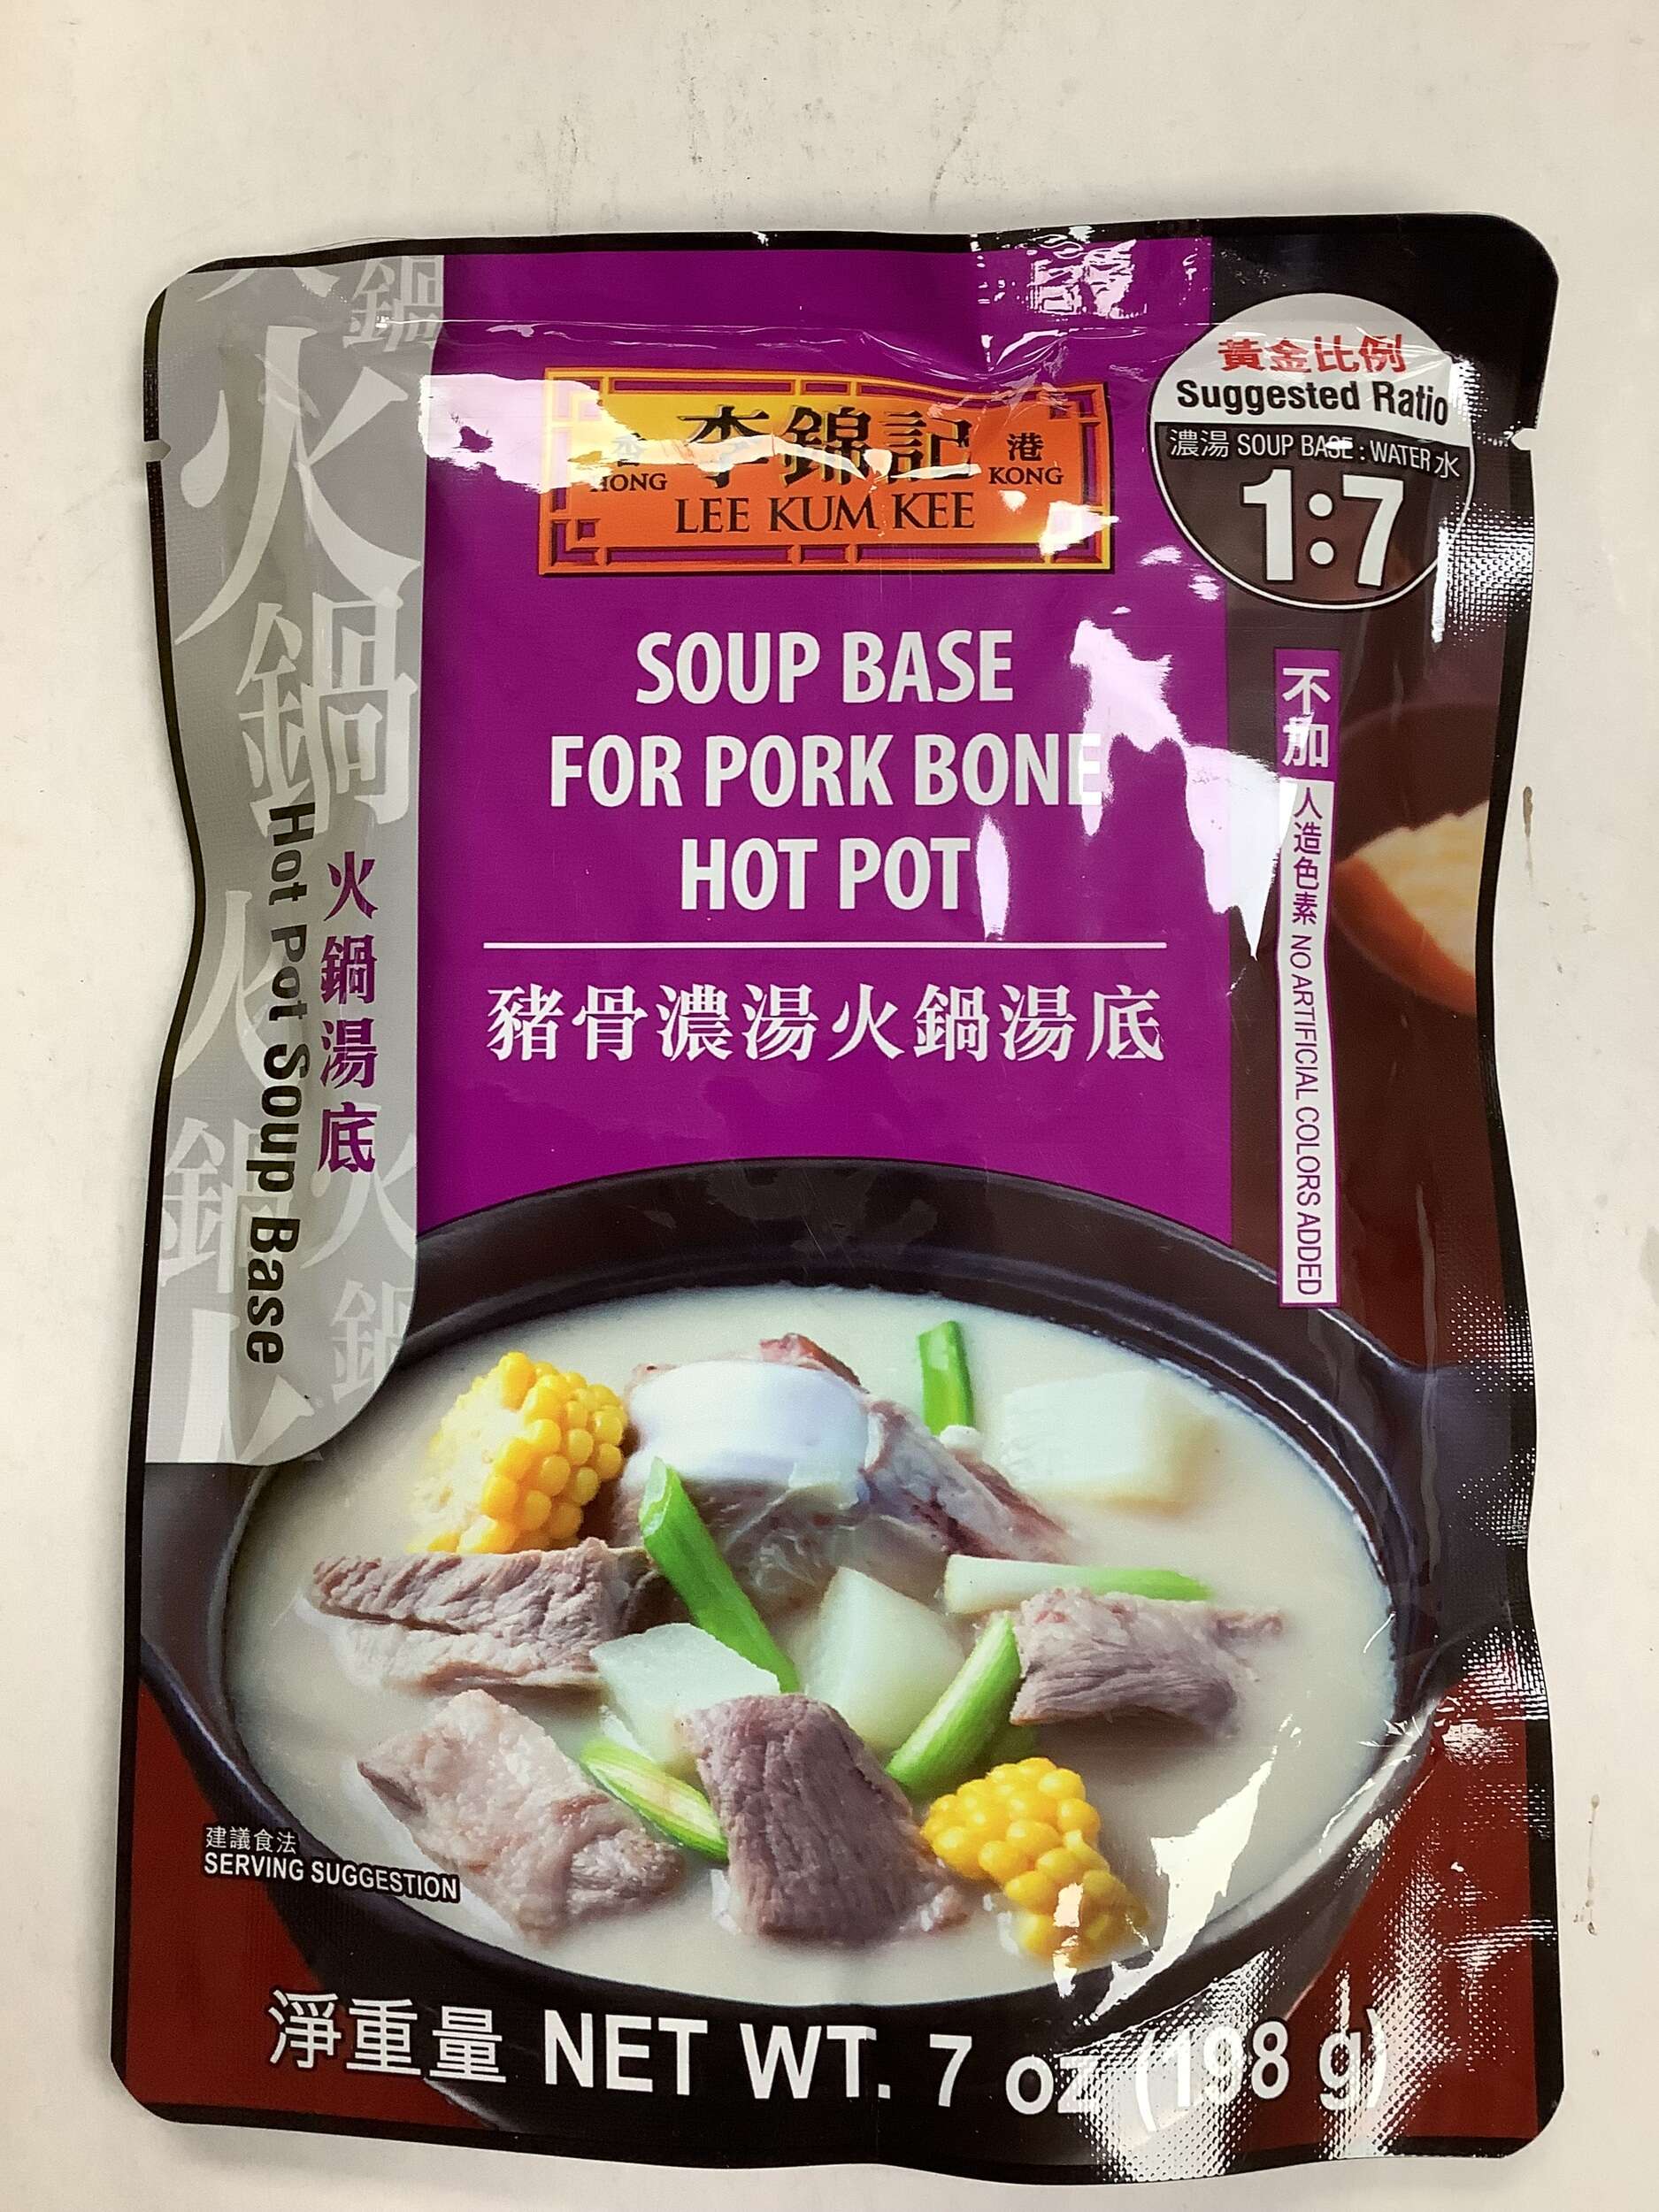 火鍋
李錦記
香港
HONG KONG
LEE KUM KEE
黃金比例
Suggested Ratio
濃湯 SOUP BASE : WATER 水
1:7
SOUP BASE
FOR PORK BONE
HOT POT
豬骨濃湯火鍋湯底
火鍋湯底
Hot Pot Soup Base
不加人造色素 NO ARTIFICIAL COLORS ADDED
建議食法
SERVING SUGGESTION
淨重量 NET WT. 7 oz (198 g)